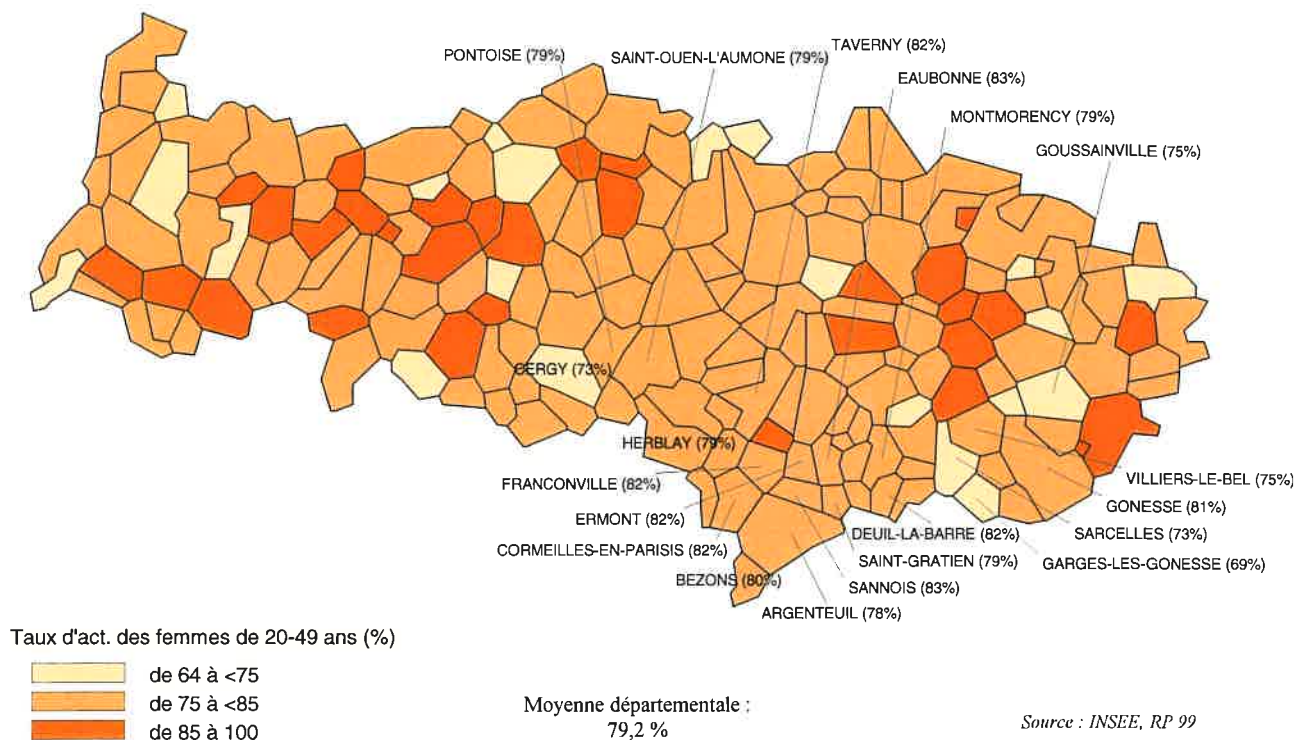 TAVERNY (82%)
PONTOISE (79%)
SAINT-OUEN-L'AUMONE (79%)
EAUBONNE (83%)
MONTMORENCY (79%)
GOUSSAINVILLE (75%)
CERGY (73%)
HERBLAY (79%)
FRANCONVILLE (82%)
VILLIERS-LE-BEL (75%)
GONESSE (81%)
ERMONT (82%)
DEUIL-LA-BARRE (82%)
SARCELLES (73%)
CORMEILLES-EN-PARISIS (82%)
SAINT-GRATIEN (79%)
GARGES-LES-GONESSE (69%)
BEZONS (80%)
SANNOIS (83%)
ARGENTEUIL (78%)
Taux d'act. des femmes de 20-49 ans (%)
de 64 à <75
de 75 à <85
de 85 à 100
Moyenne départementale :
79,2 %
Source : INSEE, RP 99